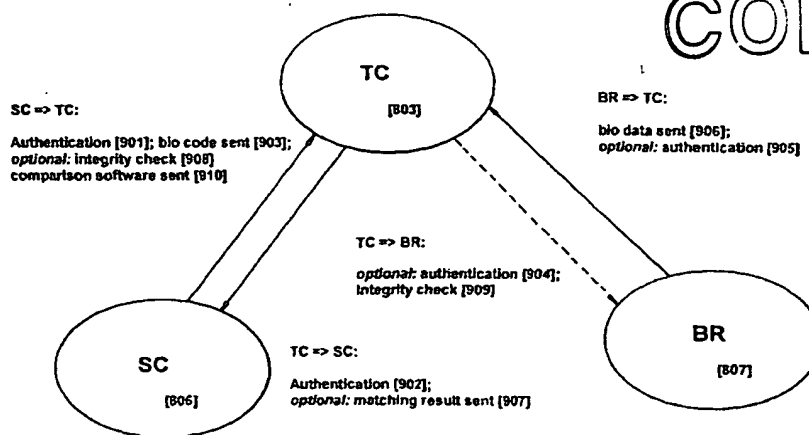 TC
[803]
SC => TC:
Authentication [901]; bio code sent [903];
optional: integrity check [908]
comparison software sent [910]
BR => TC:
bio data sent [906];
optional: authentication [905]
TC => BR:
optional: authentication [904];
Integrity check [909]
SC
[806]
TC => SC:
Authentication [902];
optional: matching result sent [907]
BR
[807]